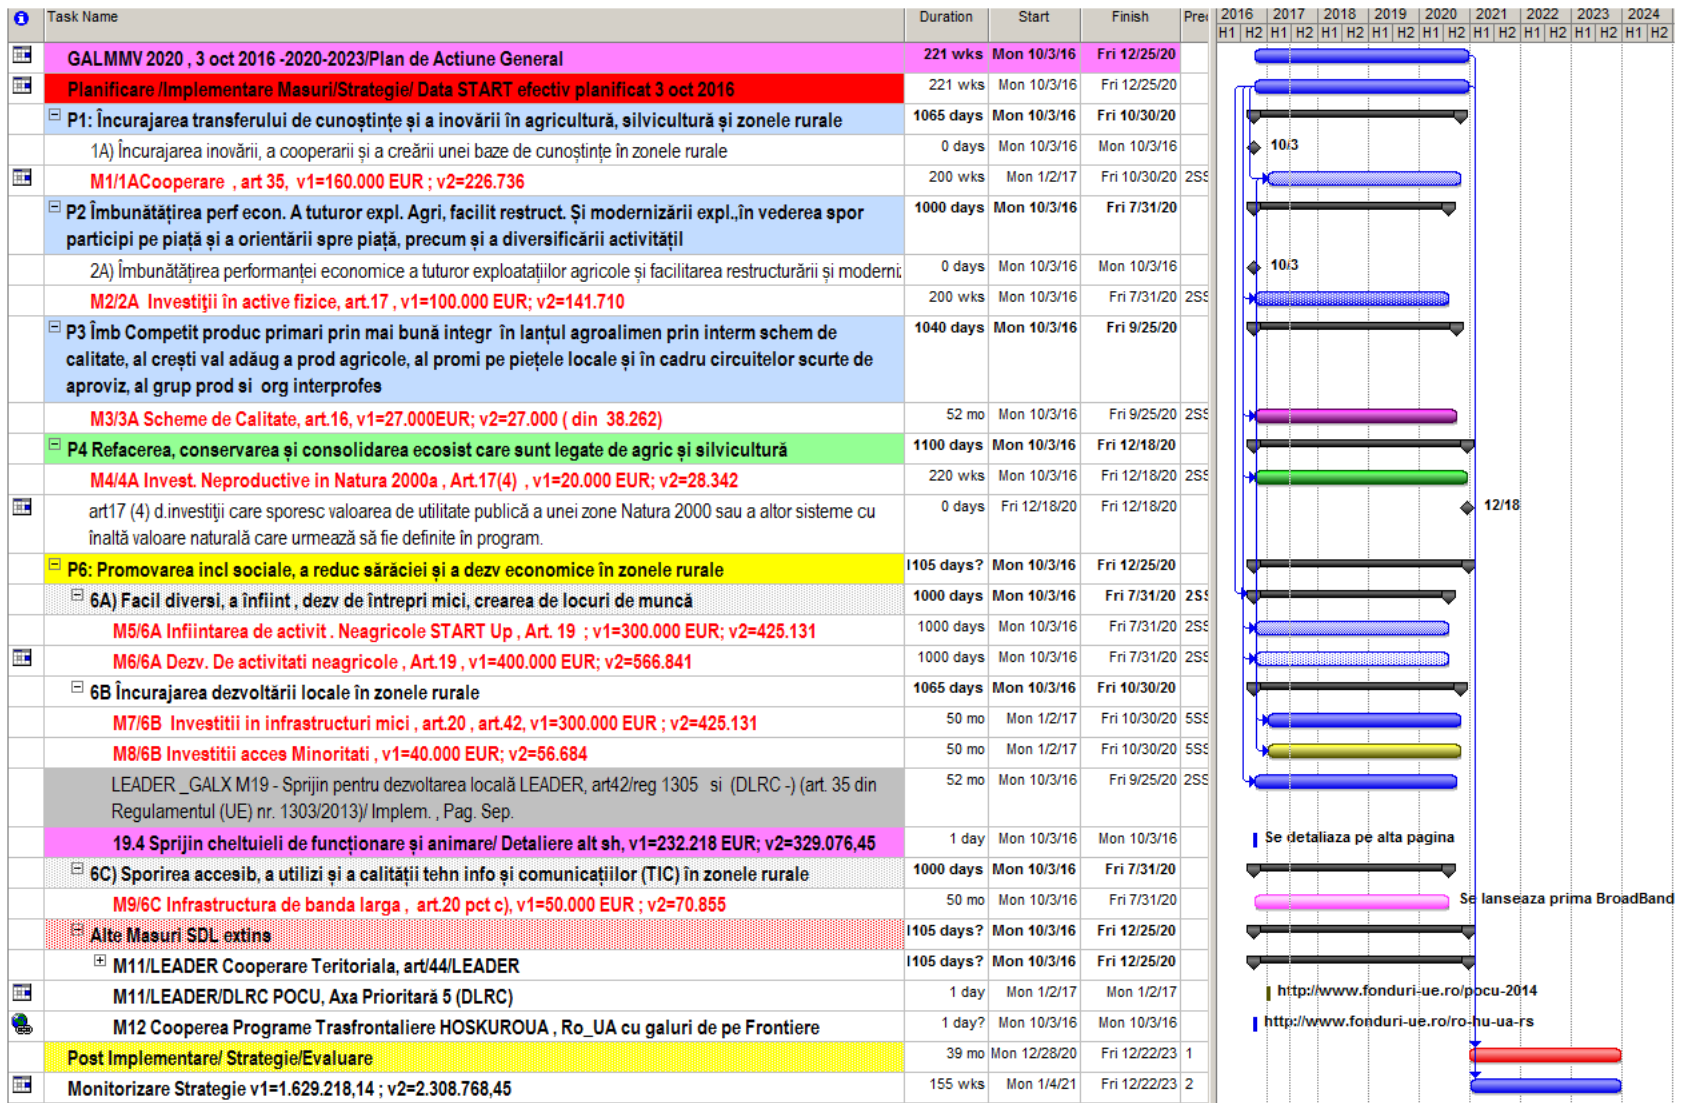 Task Name Duration Start Finish Pre 2016 2017 2018 2019 2020 2021 2022 2023 2024
H1 H2 H1 H2 H1 H2 H1 H2 H1 H2 H1 H2 H1 H2 H1 H2 H1 H2
GALMMV 2020 , 3 oct 2016 -2020-2023/Plan de Actiune General 221 wks Mon 10/3/16 Fri 12/25/20
Planificare /Implementare Masuri/Strategie/ Data START efectiv planificat 3 oct 2016 221 wks Mon 10/3/16 Fri 12/25/20
P1: Încurajarea transferului de cunoștințe și a inovării în agricultură, silvicultură și zonele rurale 1065 days Mon 10/3/16 Fri 10/30/20
1A) Încurajarea inovării, a cooperarii și a creării unei baze de cunoștințe în zonele rurale 0 days Mon 10/3/16 Mon 10/3/16 10/3
M1/1ACooperare , art 35, v1=160.000 EUR ; v2=226.736 200 wks Mon 1/2/17 Fri 10/30/20 2SS
P2 Îmbunătățirea perf econ. A tuturor expl. Agri, facilit restruct. Și modernizării expl.,în vederea spor 1000 days Mon 10/3/16 Fri 7/31/20
participi pe piață și a orientării spre piață, precum și a diversificării activității
2A) Îmbunătățirea performanței economice a tuturor exploatațiilor agricole și facilitarea restructurării și moderni: 0 days Mon 10/3/16 Mon 10/3/16 10/3
M2/2A Investiţii în active fizice, art.17 , v1=100.000 EUR; v2=141.710 200 wks Mon 10/3/16 Fri 7/31/20 2SS
P3 Îmb Competit produc primari prin mai bună integr în lanțul agroalimen prin interm schem de 1040 days Mon 10/3/16 Fri 9/25/20
calitate, al crești val adăug a prod agricole, al promi pe piețele locale și în cadru circuitelor scurte de
aproviz, al grup prod si org interprofes
M3/3A Scheme de Calitate, art.16, v1=27.000EUR; v2=27.000 ( din 38.262) 52 mo Mon 10/3/16 Fri 9/25/20 2SS
P4 Refacerea, conservarea și consolidarea ecosist care sunt legate de agric și silvicultură 1100 days Mon 10/3/16 Fri 12/18/20
M4/4A Invest. Neproductive in Natura 2000a , Art.17(4) , v1=20.000 EUR; v2=28.342 220 wks Mon 10/3/16 Fri 12/18/20 2SS
art17 (4) d.investiţii care sporesc valoarea de utilitate publică a unei zone Natura 2000 sau a altor sisteme cu 0 days Fri 12/18/20 Fri 12/18/20 12/18
înaltă valoare naturală care urmează să fie definite în program.
P6: Promovarea incl sociale, a reduc sărăciei și a dezv economice în zonele rurale 1105 days? Mon 10/3/16 Fri 12/25/20
6A) Facil diversi, a înfiint , dezv de întrepri mici, crearea de locuri de muncă 1000 days Mon 10/3/16 Fri 7/31/20 2SS
M5/6A Infiintarea de activit . Neagricole START Up , Art. 19 ; v1=300.000 EUR; v2=425.131 1000 days Mon 10/3/16 Fri 7/31/20 2SS
M6/6A Dezv. De activitati neagricole , Art.19 , v1=400.000 EUR; v2=566.841 1000 days Mon 10/3/16 Fri 7/31/20 2SS
6B Încurajarea dezvoltării locale în zonele rurale 1065 days Mon 10/3/16 Fri 10/30/20
M7/6B Investitii in infrastructuri mici , art.20 , art.42, v1=300.000 EUR ; v2=425.131 50 mo Mon 1/2/17 Fri 10/30/20 5SS
M8/6B Investitii acces Minoritati , v1=40.000 EUR; v2=56.684 50 mo Mon 1/2/17 Fri 10/30/20 5SS
LEADER _GALX M19 - Sprijin pentru dezvoltarea locală LEADER, art42/reg 1305 si (DLRC -) (art. 35 din 52 mo Mon 10/3/16 Fri 9/25/20 2SS
Regulamentul (UE) nr. 1303/2013)/ Implem. , Pag. Sep.
19.4 Sprijin cheltuieli de funcționare și animare/ Detaliere alt sh, v1=232.218 EUR; v2=329.076,45 1 day Mon 10/3/16 Mon 10/3/16 Se detaliaza pe alta pagina
6C) Sporirea accesib, a utilizi și a calității tehn info și comunicațiilor (TIC) în zonele rurale 1000 days Mon 10/3/16 Fri 7/31/20
M9/6C Infrastructura de banda larga , art.20 pct c), v1=50.000 EUR ; v2=70.855 50 mo Mon 10/3/16 Fri 7/31/20 Se lanseaza prima BroadBand
Alte Masuri SDL extins 1105 days? Mon 10/3/16 Fri 12/25/20
M11/LEADER Cooperare Teritoriala, art/44/LEADER 1105 days? Mon 10/3/16 Fri 12/25/20
M11/LEADER/DLRC POCU, Axa Prioritară 5 (DLRC) 1 day Mon 1/2/17 Mon 1/2/17 http://www.fonduri-ue.ro/pocu-2014
M12 Cooperea Programe Trasfrontaliere HOSKUROUA , Ro_UA cu galuri de pe Frontiere 1 day? Mon 10/3/16 Mon 10/3/16 http://www.fonduri-ue.ro/ro-hu-ua-rs
Post Implementare/ Strategie/Evaluare 39 mo Mon 12/28/20 Fri 12/22/23 1
Monitorizare Strategie v1=1.629.218,14 ; v2=2.308.768,45 155 wks Mon 1/4/21 Fri 12/22/23 2